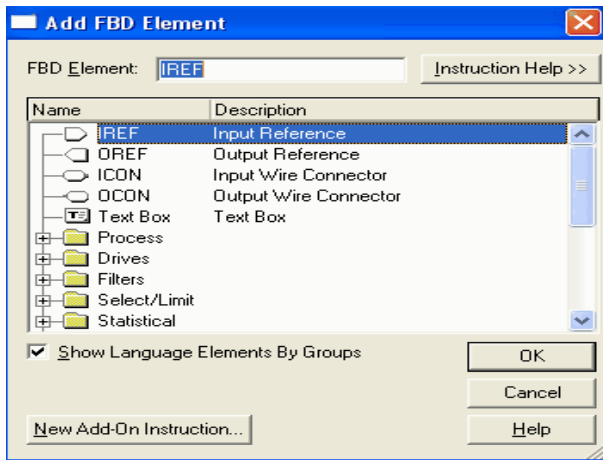 Add FBD Element
FBD Element: IREF Instruction Help >>
Name Description
IREF Input Reference
OREF Output Reference
ICON Input Wire Connector
OCON Output Wire Connector
Text Box Text Box
Process
Drives
Filters
Select/Limit
Statistical
Show Language Elements By Groups
OK
Cancel
New Add-On Instruction... Help